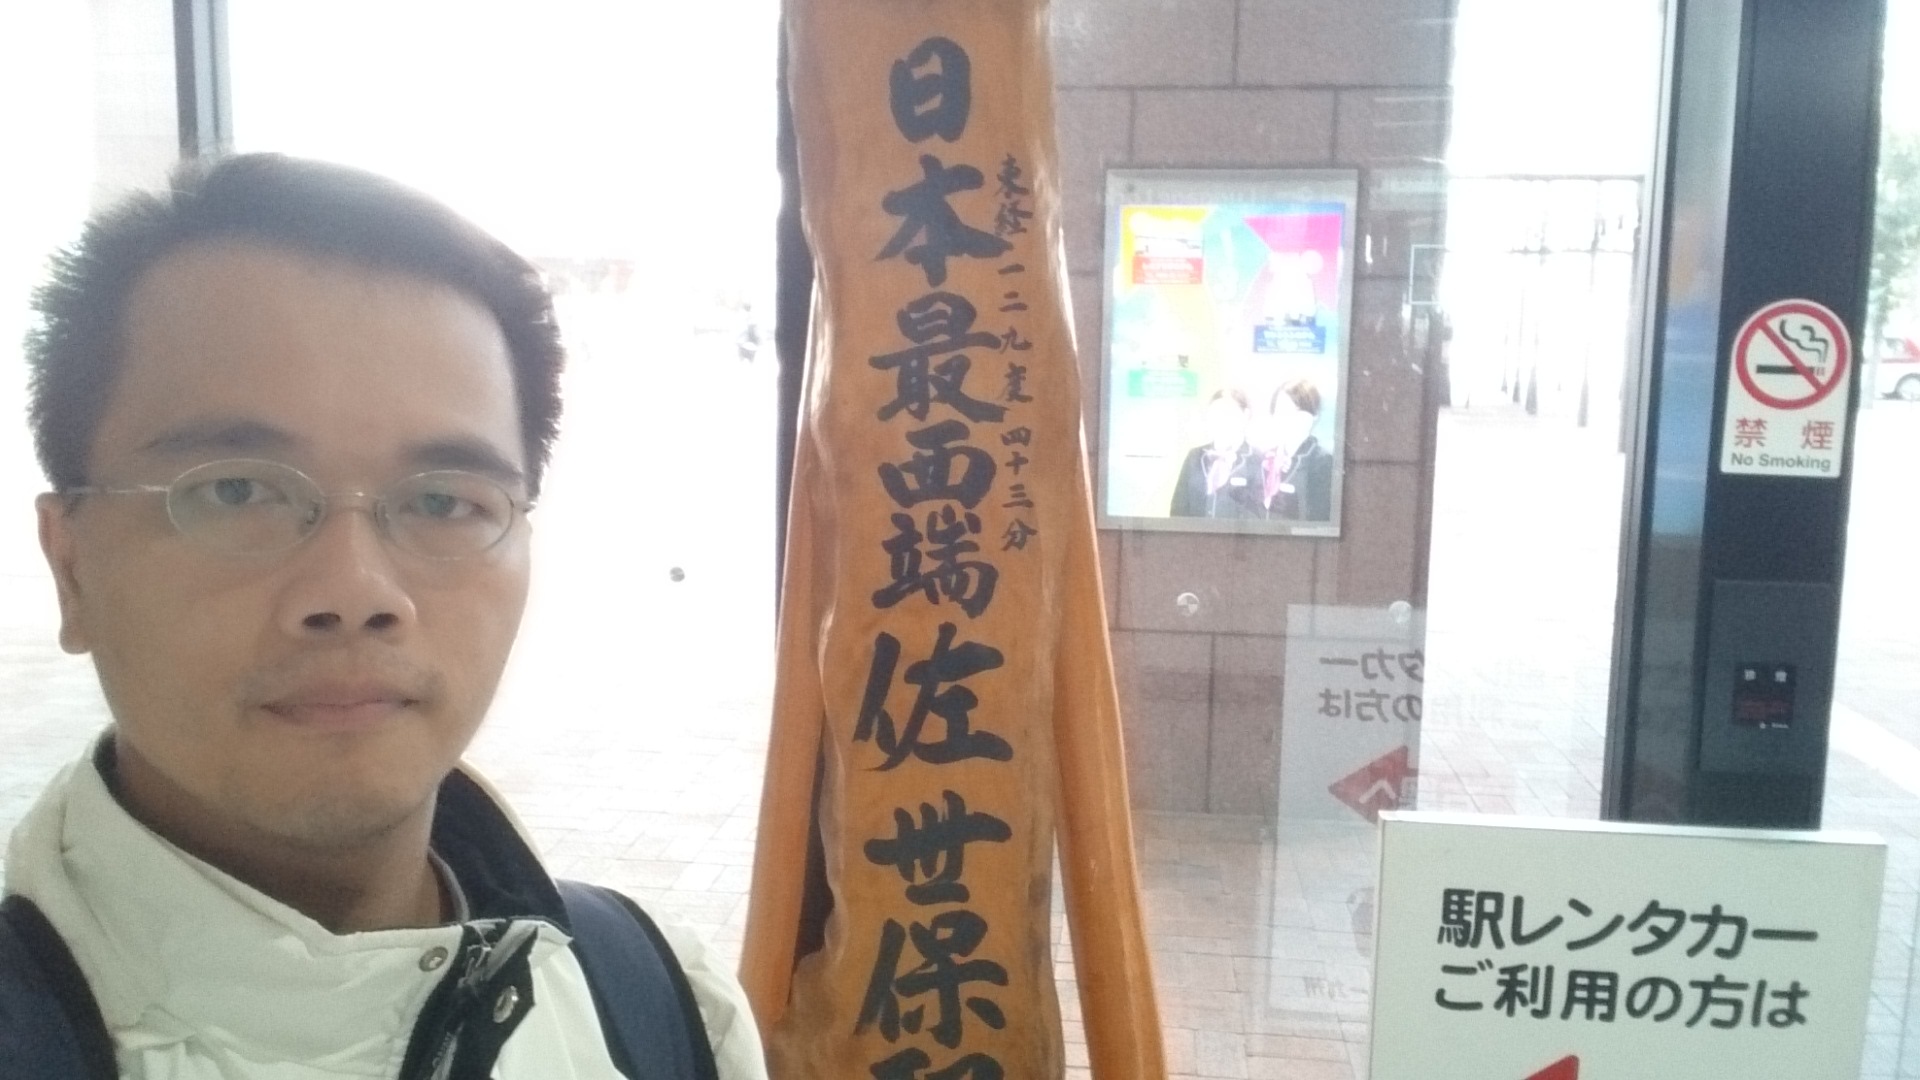 日本最西端佐世保駅
東経一二九度四十三分
禁煙
No Smoking
駅レンタカー
ご利用の方は